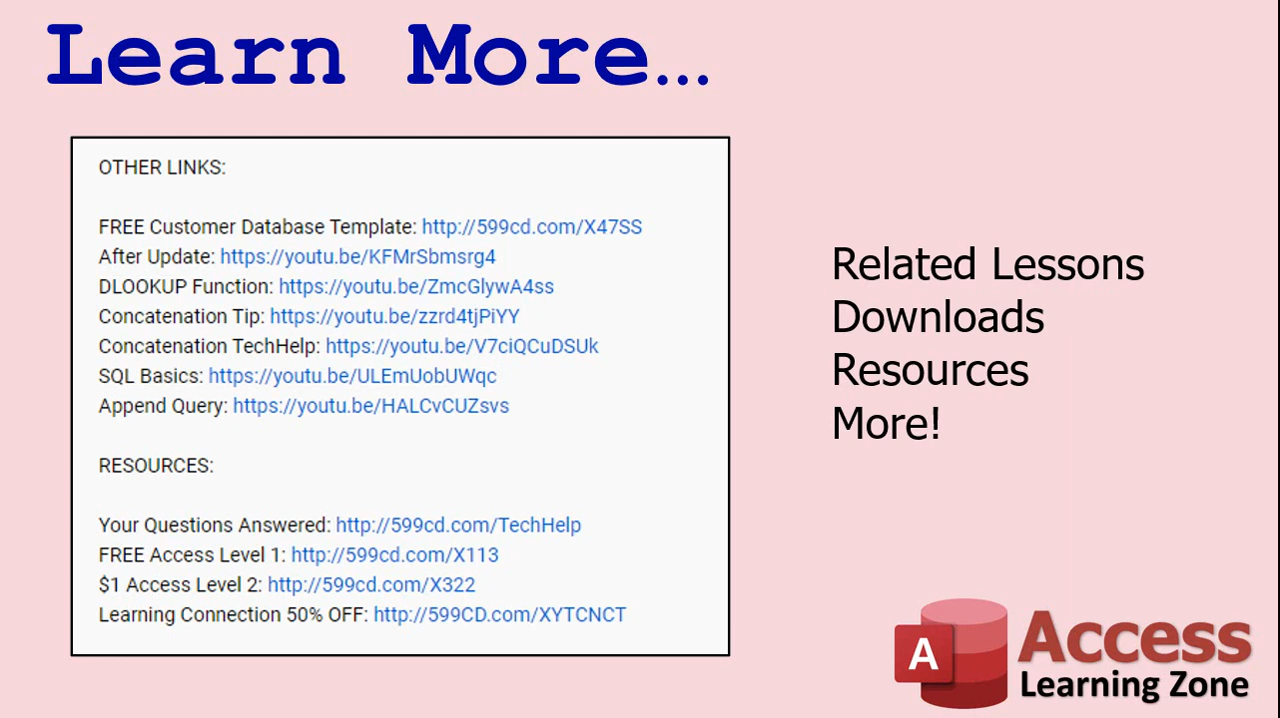 Learn More...
OTHER LINKS:
FREE Customer Database Template: http://599cd.com/X47SS
After Update: https://youtu.be/KFMrSbmsrg4
DLOOKUP Function: https://youtu.be/ZmcGlywA4ss
Concatenation Tip: https://youtu.be/zzrd4tjPiYY
Concatenation TechHelp: https://youtu.be/V7ciQCuDSUk
SQL Basics: https://youtu.be/ULEmUobUWqc
Append Query: https://youtu.be/HALCvCUZsvs
RESOURCES:
Your Questions Answered: http://599cd.com/TechHelp
FREE Access Level 1: http://599cd.com/X113
$1 Access Level 2: http://599cd.com/X322
Learning Connection 50% OFF: http://599CD.com/XYTCNCT
Related Lessons
Downloads
Resources
More!
A
Access
Learning Zone